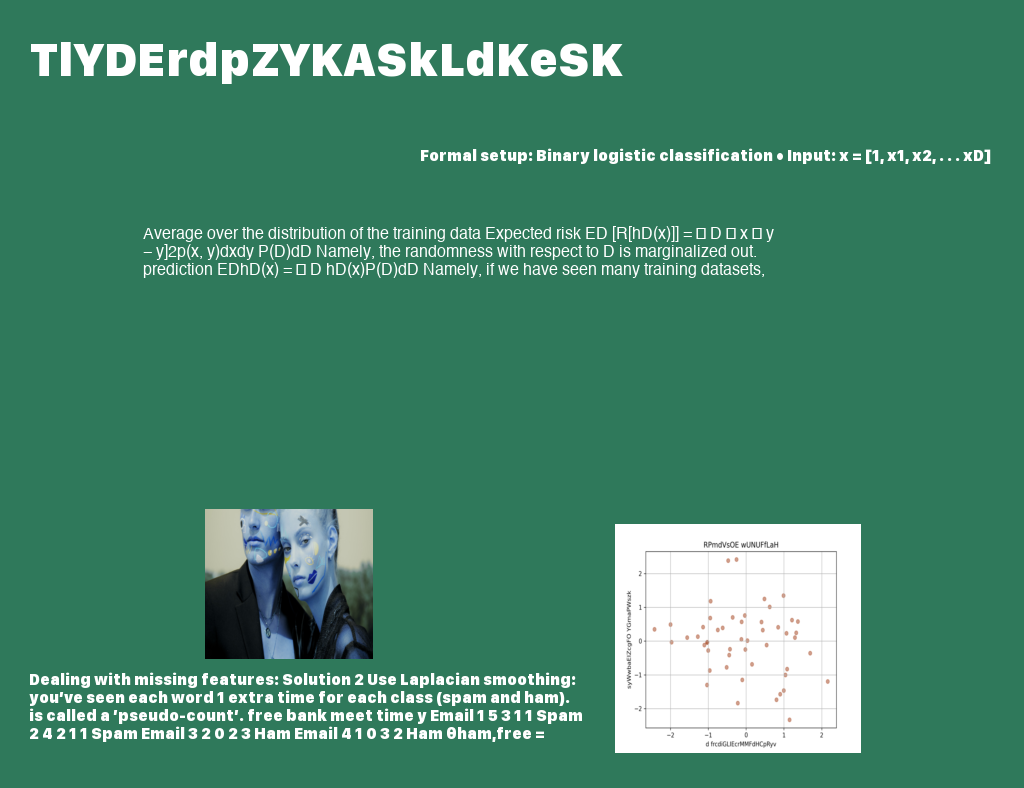 TlYDErdpZYKASkLdKeSK
Formal setup: Binary logistic classification • Input: x = [1, x1, x2, . . . xD]
Average over the distribution of the training data Expected risk ED [R[hD(x)]] = □ D □ x □ y
− y]2p(x, y)dxdy P(D)dD Namely, the randomness with respect to D is marginalized out.
prediction EDhD(x) = □ D hD(x)P(D)dD Namely, if we have seen many training datasets,
Dealing with missing features: Solution 2 Use Laplacian smoothing:
you’ve seen each word 1 extra time for each class (spam and ham).
is called a ’pseudo-count’. free bank meet time y Email 1 5 3 1 1 Spam
2 4 2 1 1 Spam Email 3 2 0 2 3 Ham Email 4 1 0 3 2 Ham θham,free =
RPmdVsOE wUNUFfLaH
2
1
0
−1
−2
−2 −1 0 1 2